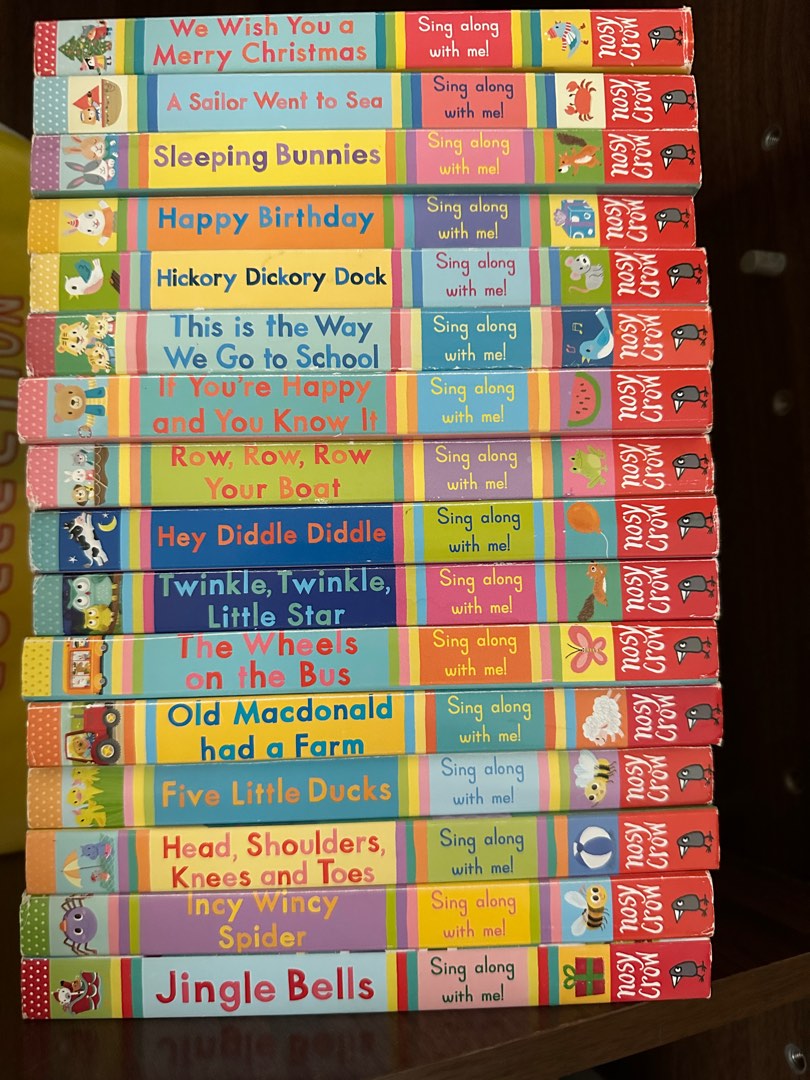 We Wish You a
Merry Christmas
Sing along
with me!
nosy
crow
A Sailor Went to Sea
Sing along
with me!
nosy
crow
Sleeping Bunnies
Sing along
with me!
nosy
crow
Happy Birthday
Sing along
with me!
nosy
crow
Hickory Dickory Dock
Sing along
with me!
nosy
crow
This is the Way
We Go to School
Sing along
with me!
nosy
crow
If You're Happy
and You Know It
Sing along
with me!
nosy
crow
Row, Row, Row
Your Boat
Sing along
with me!
nosy
crow
Hey Diddle Diddle
Sing along
with me!
nosy
crow
Twinkle, Twinkle,
Little Star
Sing along
with me!
nosy
crow
The Wheels
on the Bus
Sing along
with me!
nosy
crow
Old Macdonald
had a Farm
Sing along
with me!
nosy
crow
Five Little Ducks
Sing along
with me!
nosy
crow
Head, Shoulders,
Knees and Toes
Sing along
with me!
nosy
crow
Incy Wincy
Spider
Sing along
with me!
nosy
crow
Jingle Bells
Sing along
with me!
nosy
crow